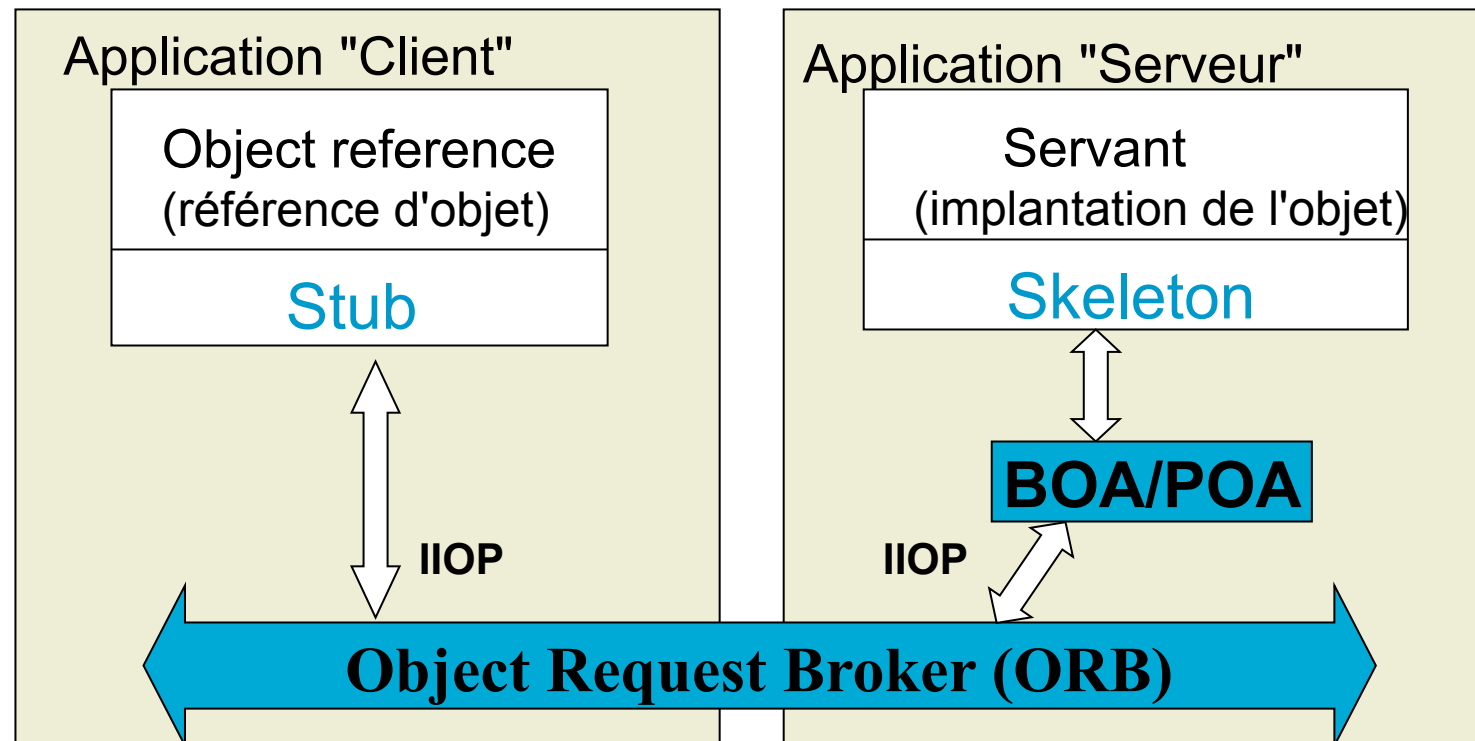 Application "Client"
Object reference
(référence d'objet)
Stub
IIOP
Application "Serveur"
Servant
(implantation de l'objet)
Skeleton
BOA/POA
IIOP
Object Request Broker (ORB)